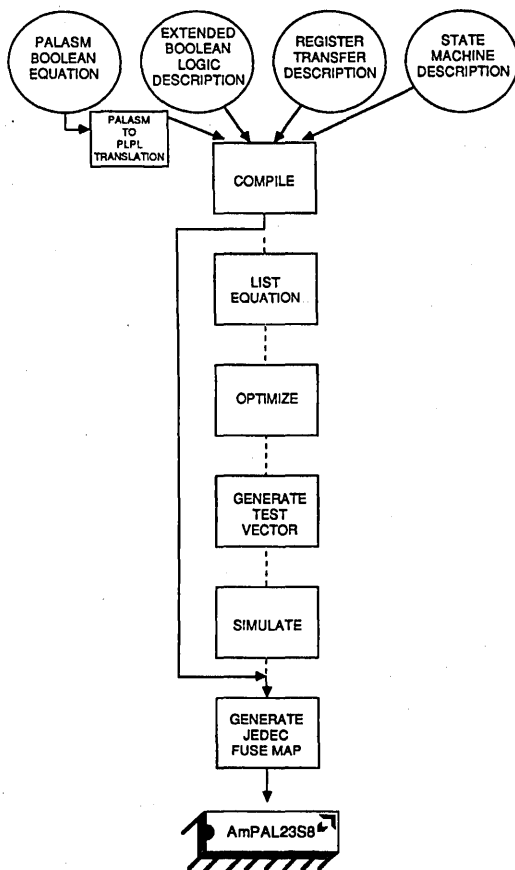 PALASM
BOOLEAN
EQUATION
EXTENDED
BOOLEAN
LOGIC
DESCRIPTION
REGISTER
TRANSFER
DESCRIPTION
STATE
MACHINE
DESCRIPTION
PALASM
TO
PLPL
TRANSLATION
COMPILE
LIST
EQUATION
OPTIMIZE
GENERATE
TEST
VECTOR
SIMULATE
GENERATE
JEDEC
FUSE MAP
AmPAL23S8